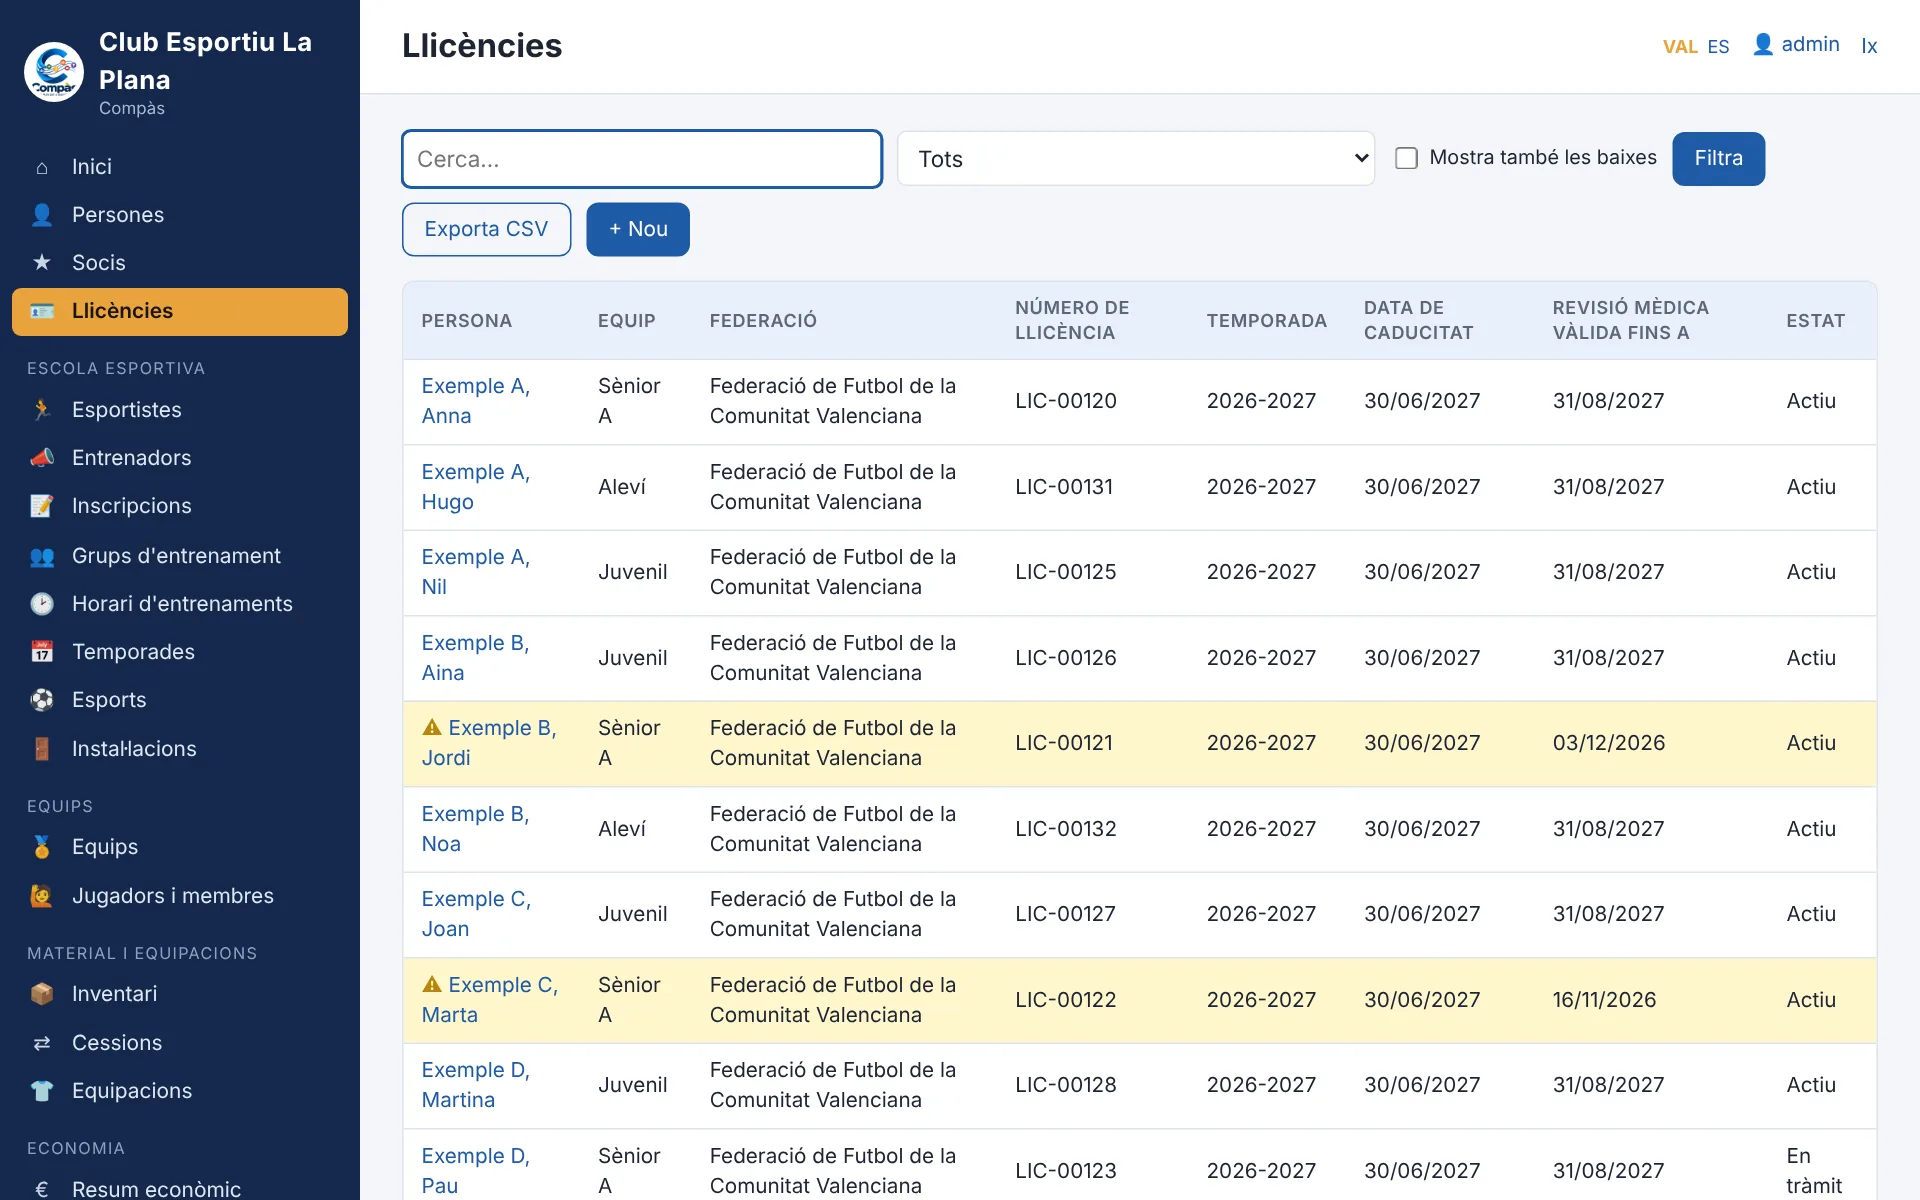 Club Esportiu La
Plana
Compàs
Inici
Persones
Socis
Llicències
ESCOLA ESPORTIVA
Esportistes
Entrenadors
Inscripcions
Grups d'entrenament
Horari d'entrenaments
Temporades
Esports
Instal·lacions
EQUIPS
Equips
Jugadors i membres
MATERIAL I EQUIPACIONS
Inventari
Cessions
Equipacions
ECONOMIA
€ Resum econòmic
Llicències
VAL ES admin Ix
Cerca...
Tots
Mostra també les baixes
Filtra
Exporta CSV
+ Nou
PERSONA EQUIP FEDERACIÓ NÚMERO DE LLICÈNCIA TEMPORADA DATA DE CADUCITAT REVISIÓ MÈDICA VÀLIDA FINS A ESTAT
Exemple A, Anna Sènior A Federació de Futbol de la Comunitat Valenciana LIC-00120 2026-2027 30/06/2027 31/08/2027 Actiu
Exemple A, Hugo Aleví Federació de Futbol de la Comunitat Valenciana LIC-00131 2026-2027 30/06/2027 31/08/2027 Actiu
Exemple A, Nil Juvenil Federació de Futbol de la Comunitat Valenciana LIC-00125 2026-2027 30/06/2027 31/08/2027 Actiu
Exemple B, Aina Juvenil Federació de Futbol de la Comunitat Valenciana LIC-00126 2026-2027 30/06/2027 31/08/2027 Actiu
⚠ Exemple B, Jordi Sènior A Federació de Futbol de la Comunitat Valenciana LIC-00121 2026-2027 30/06/2027 03/12/2026 Actiu
Exemple B, Noa Aleví Federació de Futbol de la Comunitat Valenciana LIC-00132 2026-2027 30/06/2027 31/08/2027 Actiu
Exemple C, Joan Juvenil Federació de Futbol de la Comunitat Valenciana LIC-00127 2026-2027 30/06/2027 31/08/2027 Actiu
⚠ Exemple C, Marta Sènior A Federació de Futbol de la Comunitat Valenciana LIC-00122 2026-2027 30/06/2027 16/11/2026 Actiu
Exemple D, Martina Juvenil Federació de Futbol de la Comunitat Valenciana LIC-00128 2026-2027 30/06/2027 31/08/2027 Actiu
Exemple D, Pau Sènior A Federació de Futbol de la Comunitat Valenciana LIC-00123 2026-2027 30/06/2027 31/08/2027 En tràmit